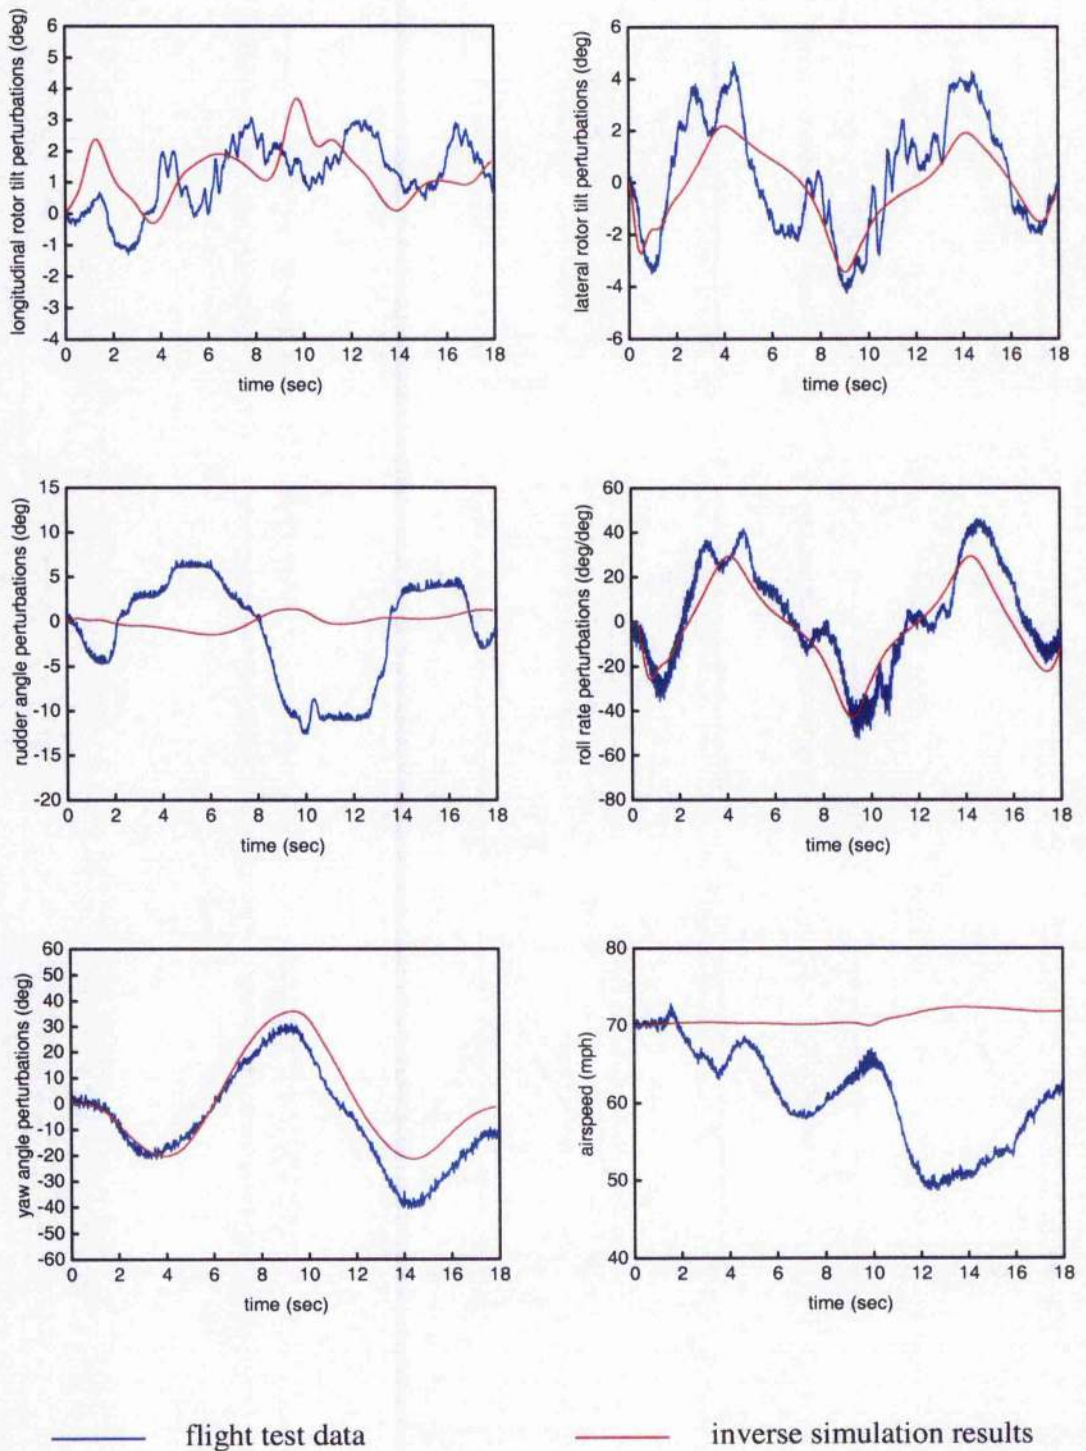 longitudinal rotor tilt perturbations (deg)
6
5
4
3
2
1
0
-1
2
-3
-4
0 2 4 6 8 10 12 14 16 18
time (sec)
lateral rotor tilt perturbations (deg)
6
4
2
0
-2
-4
-6
0 2 4 6 8 10 12 14 16 18
time (sec)
rudder angle perturbations (deg)
15
10
5
0
-5
-10
-15
-20
0 2 4 6 8 10 12 14 16 18
time (sec)
roll rate perturbations (deg/deg)
60
40
20
0
-20
-40
-60
-80
0 2 4 6 8 10 12 14 16 18
time (sec)
yaw angle perturbations (deg)
60
50
40
30
20
10
0
-10
-20
-30
-40
-50
-60
0 2 4 6 8 10 12 14 16 18
time (sec)
airspeed (mph)
80
70
60
50
40
0 2 4 6 8 10 12 14 16 18
time (sec)
flight test data
inverse simulation results